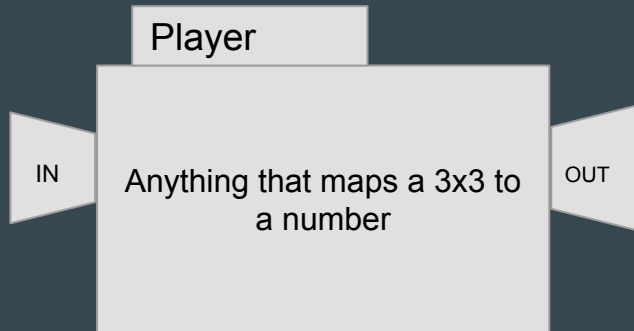 Player
IN
Anything that maps a 3x3 to
a number
OUT